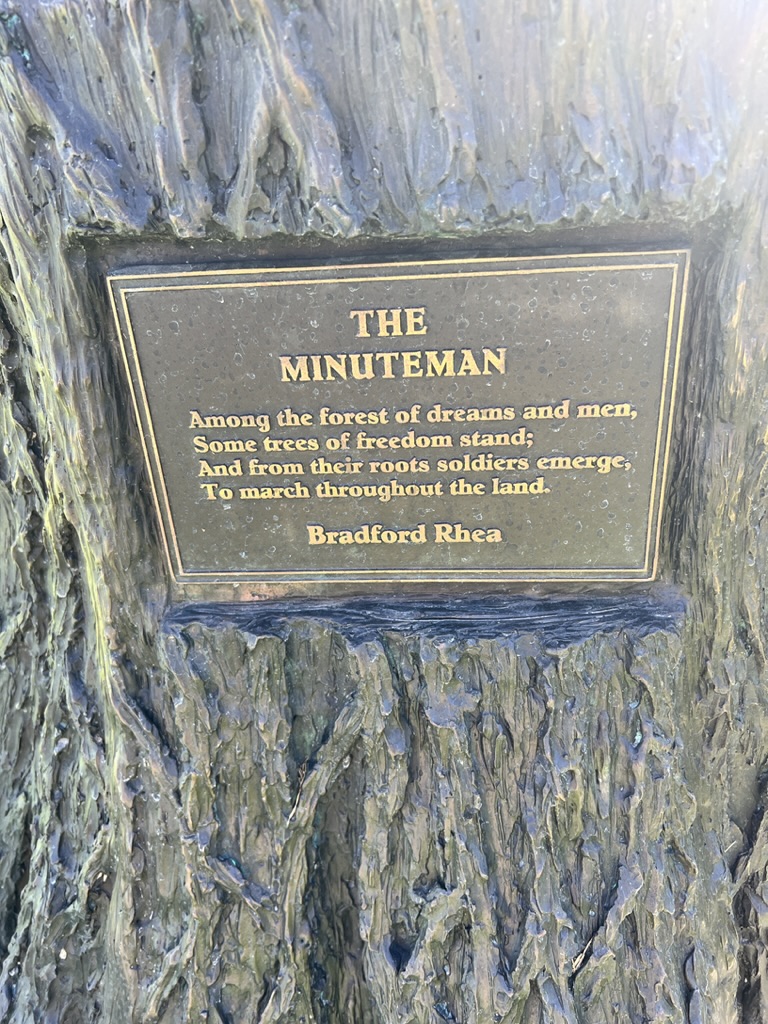 THE
MINUTEMAN
Among the forest of dreams and men,
Some trees of freedom stand;
And from their roots soldiers emerge,
To march throughout the land.
Bradford Rhea